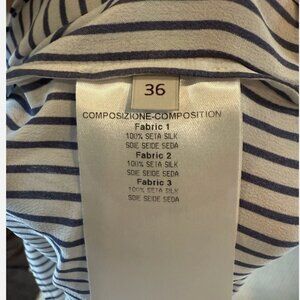 36
COMPOSIZIONE-COMPOSITION
Fabric 1
100% SETA SILK
SOIE SEIDE SEDA
Fabric 2
100% SETA SILK
SOIE SEIDE SEDA
Fabric 3
100% SETA SILK
SOIE SEIDE SEDA